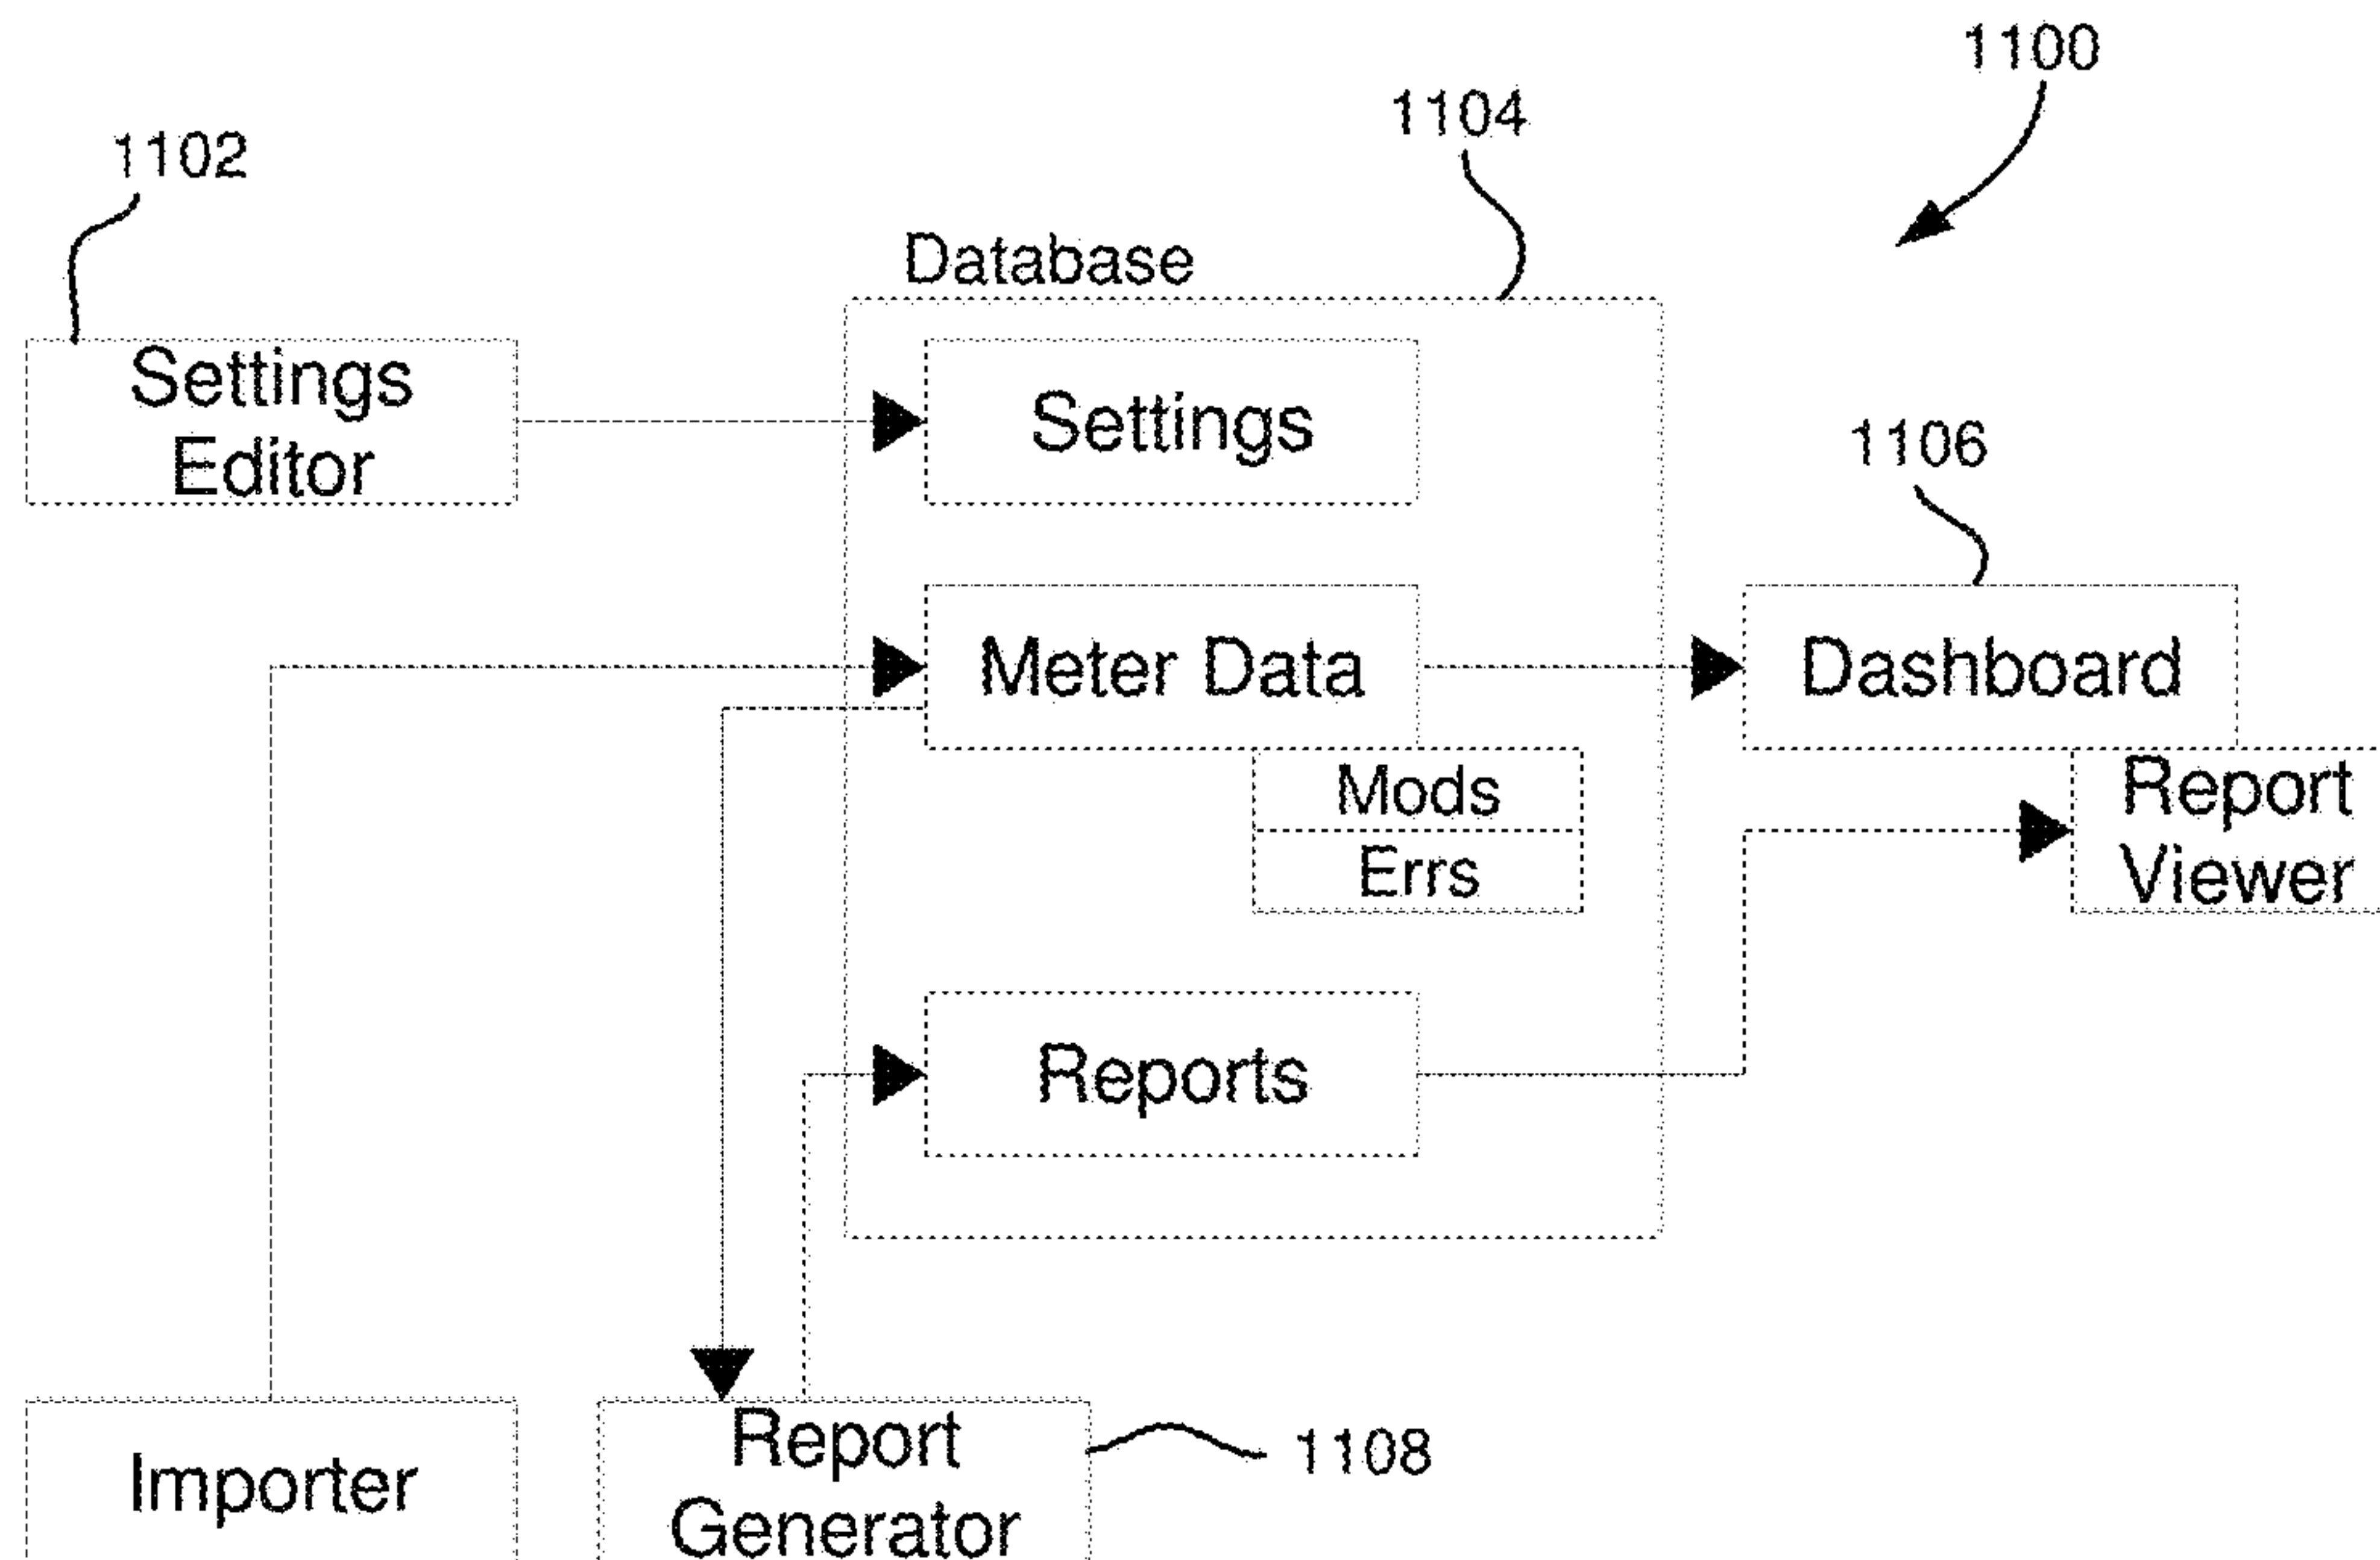 1100
1104
1102
Database
Settings
Editor
Settings
1106
Meter Data
Dashboard
Mods
Errs
Report
Viewer
Reports
Importer
Report
Generator
1108